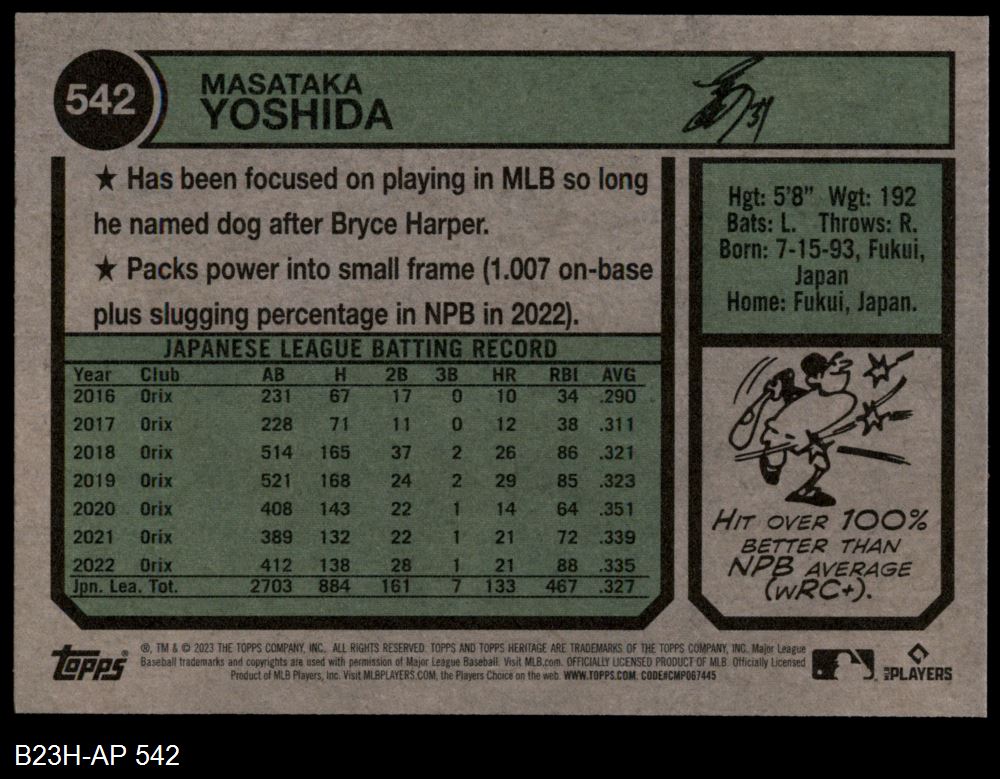 542
MASATAKA
YOSHIDA
★ Has been focused on playing in MLB so long
he named dog after Bryce Harper.
★ Packs power into small frame (1.007 on-base
plus slugging percentage in NPB in 2022).
Hgt: 5'8" Wgt: 192
Bats: L. Throws: R.
Born: 7-15-93, Fukui,
Japan
Home: Fukui, Japan.
JAPANESE LEAGUE BATTING RECORD
Year Club AB H 2B 3B HR RBI AVG
2016 Orix 231 67 17 0 10 34 .290
2017 Orix 228 71 11 0 12 38 .311
2018 Orix 514 165 37 2 26 86 .321
2019 Orix 521 168 24 2 29 85 .323
2020 Orix 408 143 22 1 14 64 .351
2021 Orix 389 132 22 1 21 72 .339
2022 Orix 412 138 28 1 21 88 .335
Jpn. Lea. Tot. 2703 884 161 7 133 467 .327
HIT OVER 100%
BETTER THAN
NPB AVERAGE
(WRC+).
Topps®
®, TM & © 2023 THE TOPPS COMPANY, INC. ALL RIGHTS RESERVED. TOPPS AND TOPPS HERITAGE ARE TRADEMARKS OF THE TOPPS COMPANY, INC. Major League
Baseball trademarks and copyrights are used with permission of Major League Baseball. Visit MLB.com. OFFICIALLY LICENSED PRODUCT OF MLB. Officially Licensed
Product of MLB Players, Inc. Visit MLBPLAYERS.COM, the Players Choice on the web. WWW.TOPPS.COM. CODE#CMP067445
MLB PLAYERS
B23H-AP 542